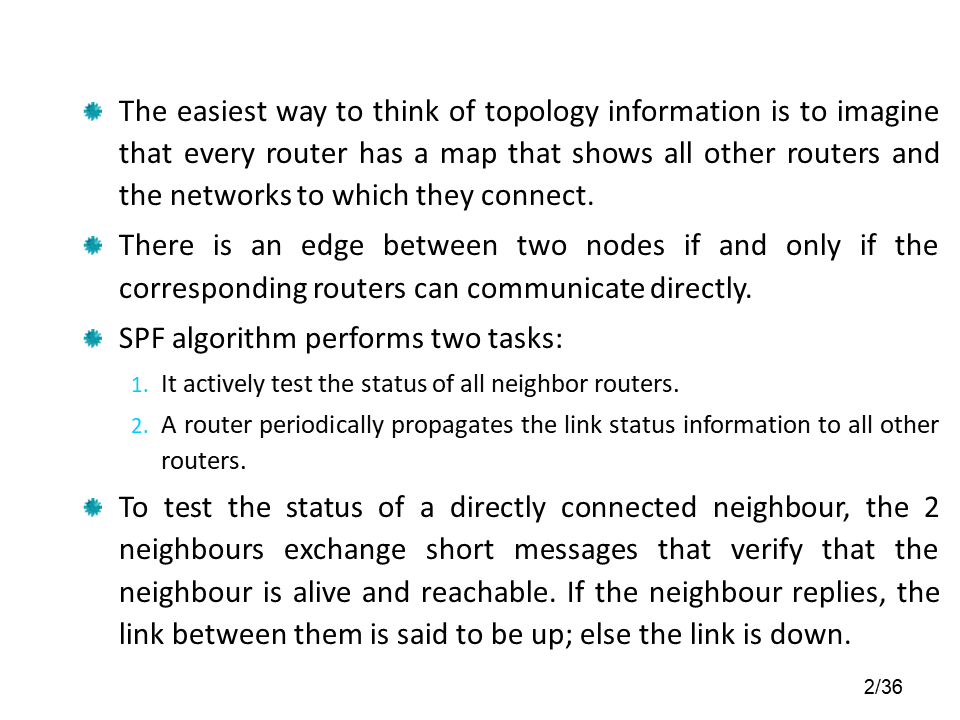 The easiest way to think of topology information is to imagine
that every router has a map that shows all other routers and
the networks to which they connect.
There is an edge between two nodes if and only if the
corresponding routers can communicate directly.
SPF algorithm performs two tasks:
1. It actively test the status of all neighbor routers.
2. A router periodically propagates the link status information to all other
routers.
To test the status of a directly connected neighbour, the 2
neighbours exchange short messages that verify that the
neighbour is alive and reachable. If the neighbour replies, the
link between them is said to be up; else the link is down.
2/36